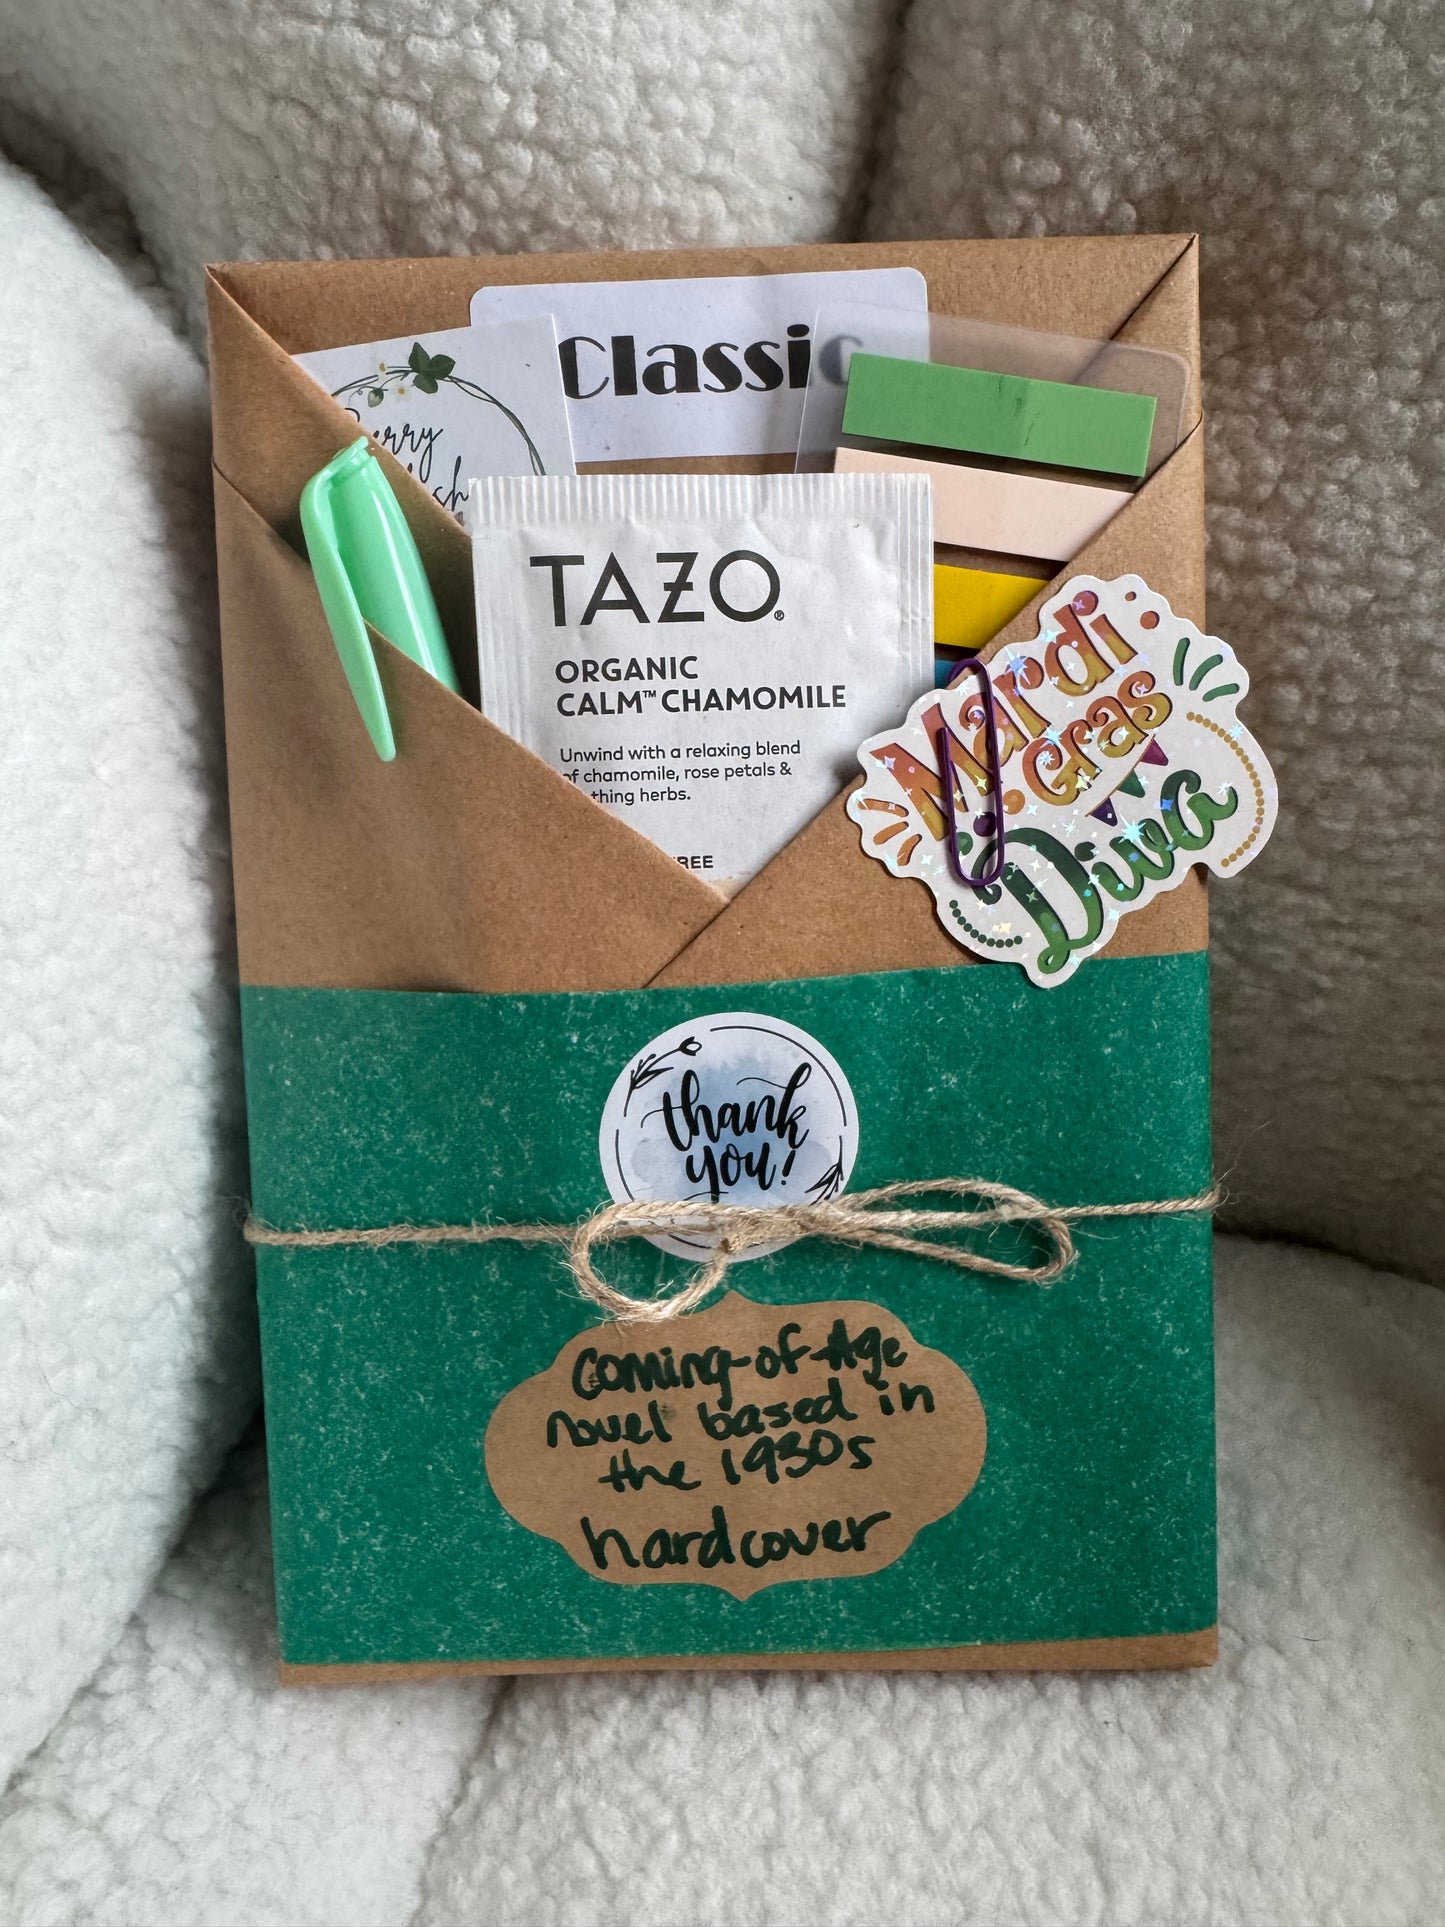 Classic
TAZO®
ORGANIC
CALM™ CHAMOMILE
Unwind with a relaxing blend
of chamomile, rose petals &
thing herbs.
REE
Mardi
Gras
Diva
thank
you!
Coming-of-Age
novel based in
the 1930s
hardcover